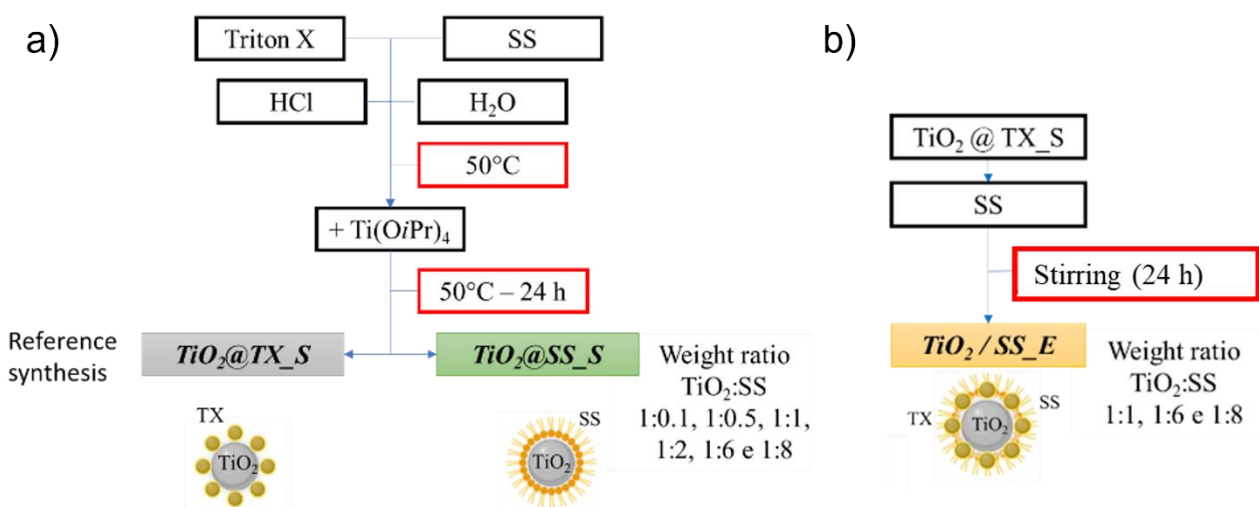 a)
Triton X
SS
HCl
H₂O
50°C
+ Ti(OiPr)₄
50°C – 24 h
Reference
synthesis
TiO₂@TX_S
TiO₂@SS_S
Weight ratio
TiO₂:SS
1:0.1, 1:0.5, 1:1,
1:2, 1:6 e 1:8
TX
TiO₂
SS
TiO₂
b)
TiO₂ @ TX_S
SS
Stirring (24 h)
TiO₂ / SS_E
Weight ratio
TiO₂:SS
1:1, 1:6 e 1:8
TX
SS
TiO₂